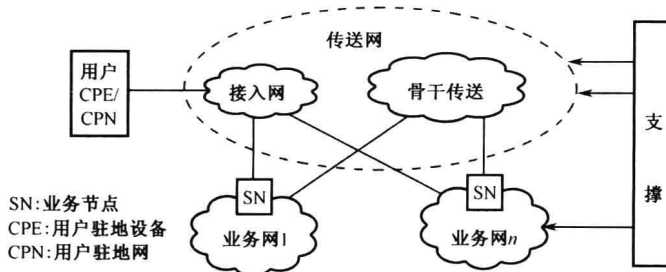 传送网
用户
CPE/
CPN
接入网
骨干传送
支
撑
SN
SN
业务网1
业务网n
SN:业务节点
CPE:用户驻地设备
CPN:用户驻地网